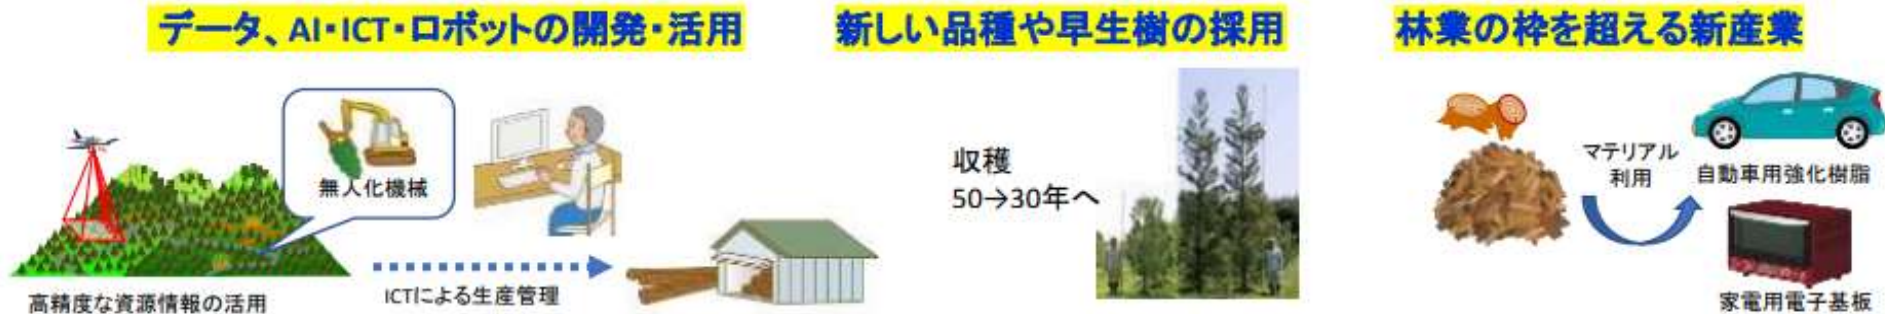 データ、AI・ICT・ロボットの開発・活用
無人化機械
高精度な資源情報の活用
ICTによる生産管理
新しい品種や早生樹の採用
収穫
50→30年へ
林業の枠を超える新産業
マテリアル
利用
自動車用強化樹脂
家電用電子基板